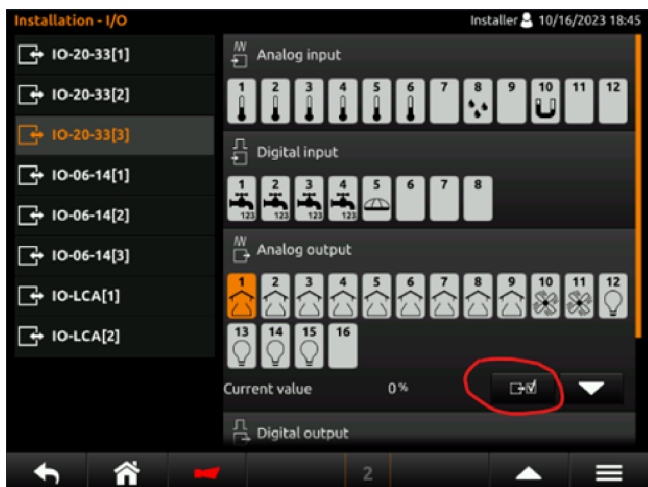 Installation - I/O
Installer 10/16/2023 18:45
IO-20-33[1]
IO-20-33[2]
IO-20-33[3]
IO-06-14[1]
IO-06-14[2]
IO-06-14[3]
IO-LCA[1]
IO-LCA[2]
Analog input
1 2 3 4 5 6 7 8 9 10 11 12
Digital input
1 2 3 4 5 6 7 8
123 123 123 123
Analog output
1 2 3 4 5 6 7 8 9 10 11 12
13 14 15 16
Current value 0 %
Digital output
2